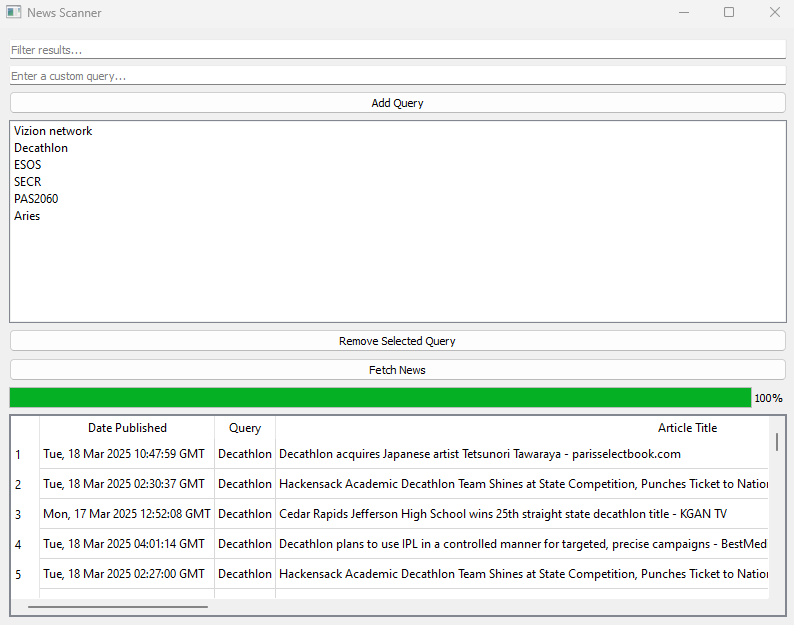 News Scanner
Filter results...
Enter a custom query...
Add Query
Vizion network
Decathlon
ESOS
SECR
PAS2060
Aries
Remove Selected Query
Fetch News
100%
Date Published Query Article Title
1 Tue, 18 Mar 2025 10:47:59 GMT Decathlon Decathlon acquires Japanese artist Tetsunori Tawaraya - parisselectbook.com
2 Tue, 18 Mar 2025 02:30:37 GMT Decathlon Hackensack Academic Decathlon Team Shines at State Competition, Punches Ticket to Nation
3 Mon, 17 Mar 2025 12:52:08 GMT Decathlon Cedar Rapids Jefferson High School wins 25th straight state decathlon title - KGAN TV
4 Tue, 18 Mar 2025 04:01:14 GMT Decathlon Decathlon plans to use IPL in a controlled manner for targeted, precise campaigns - BestMed
5 Tue, 18 Mar 2025 02:27:00 GMT Decathlon Hackensack Academic Decathlon Team Shines at State Competition, Punches Ticket to Nation